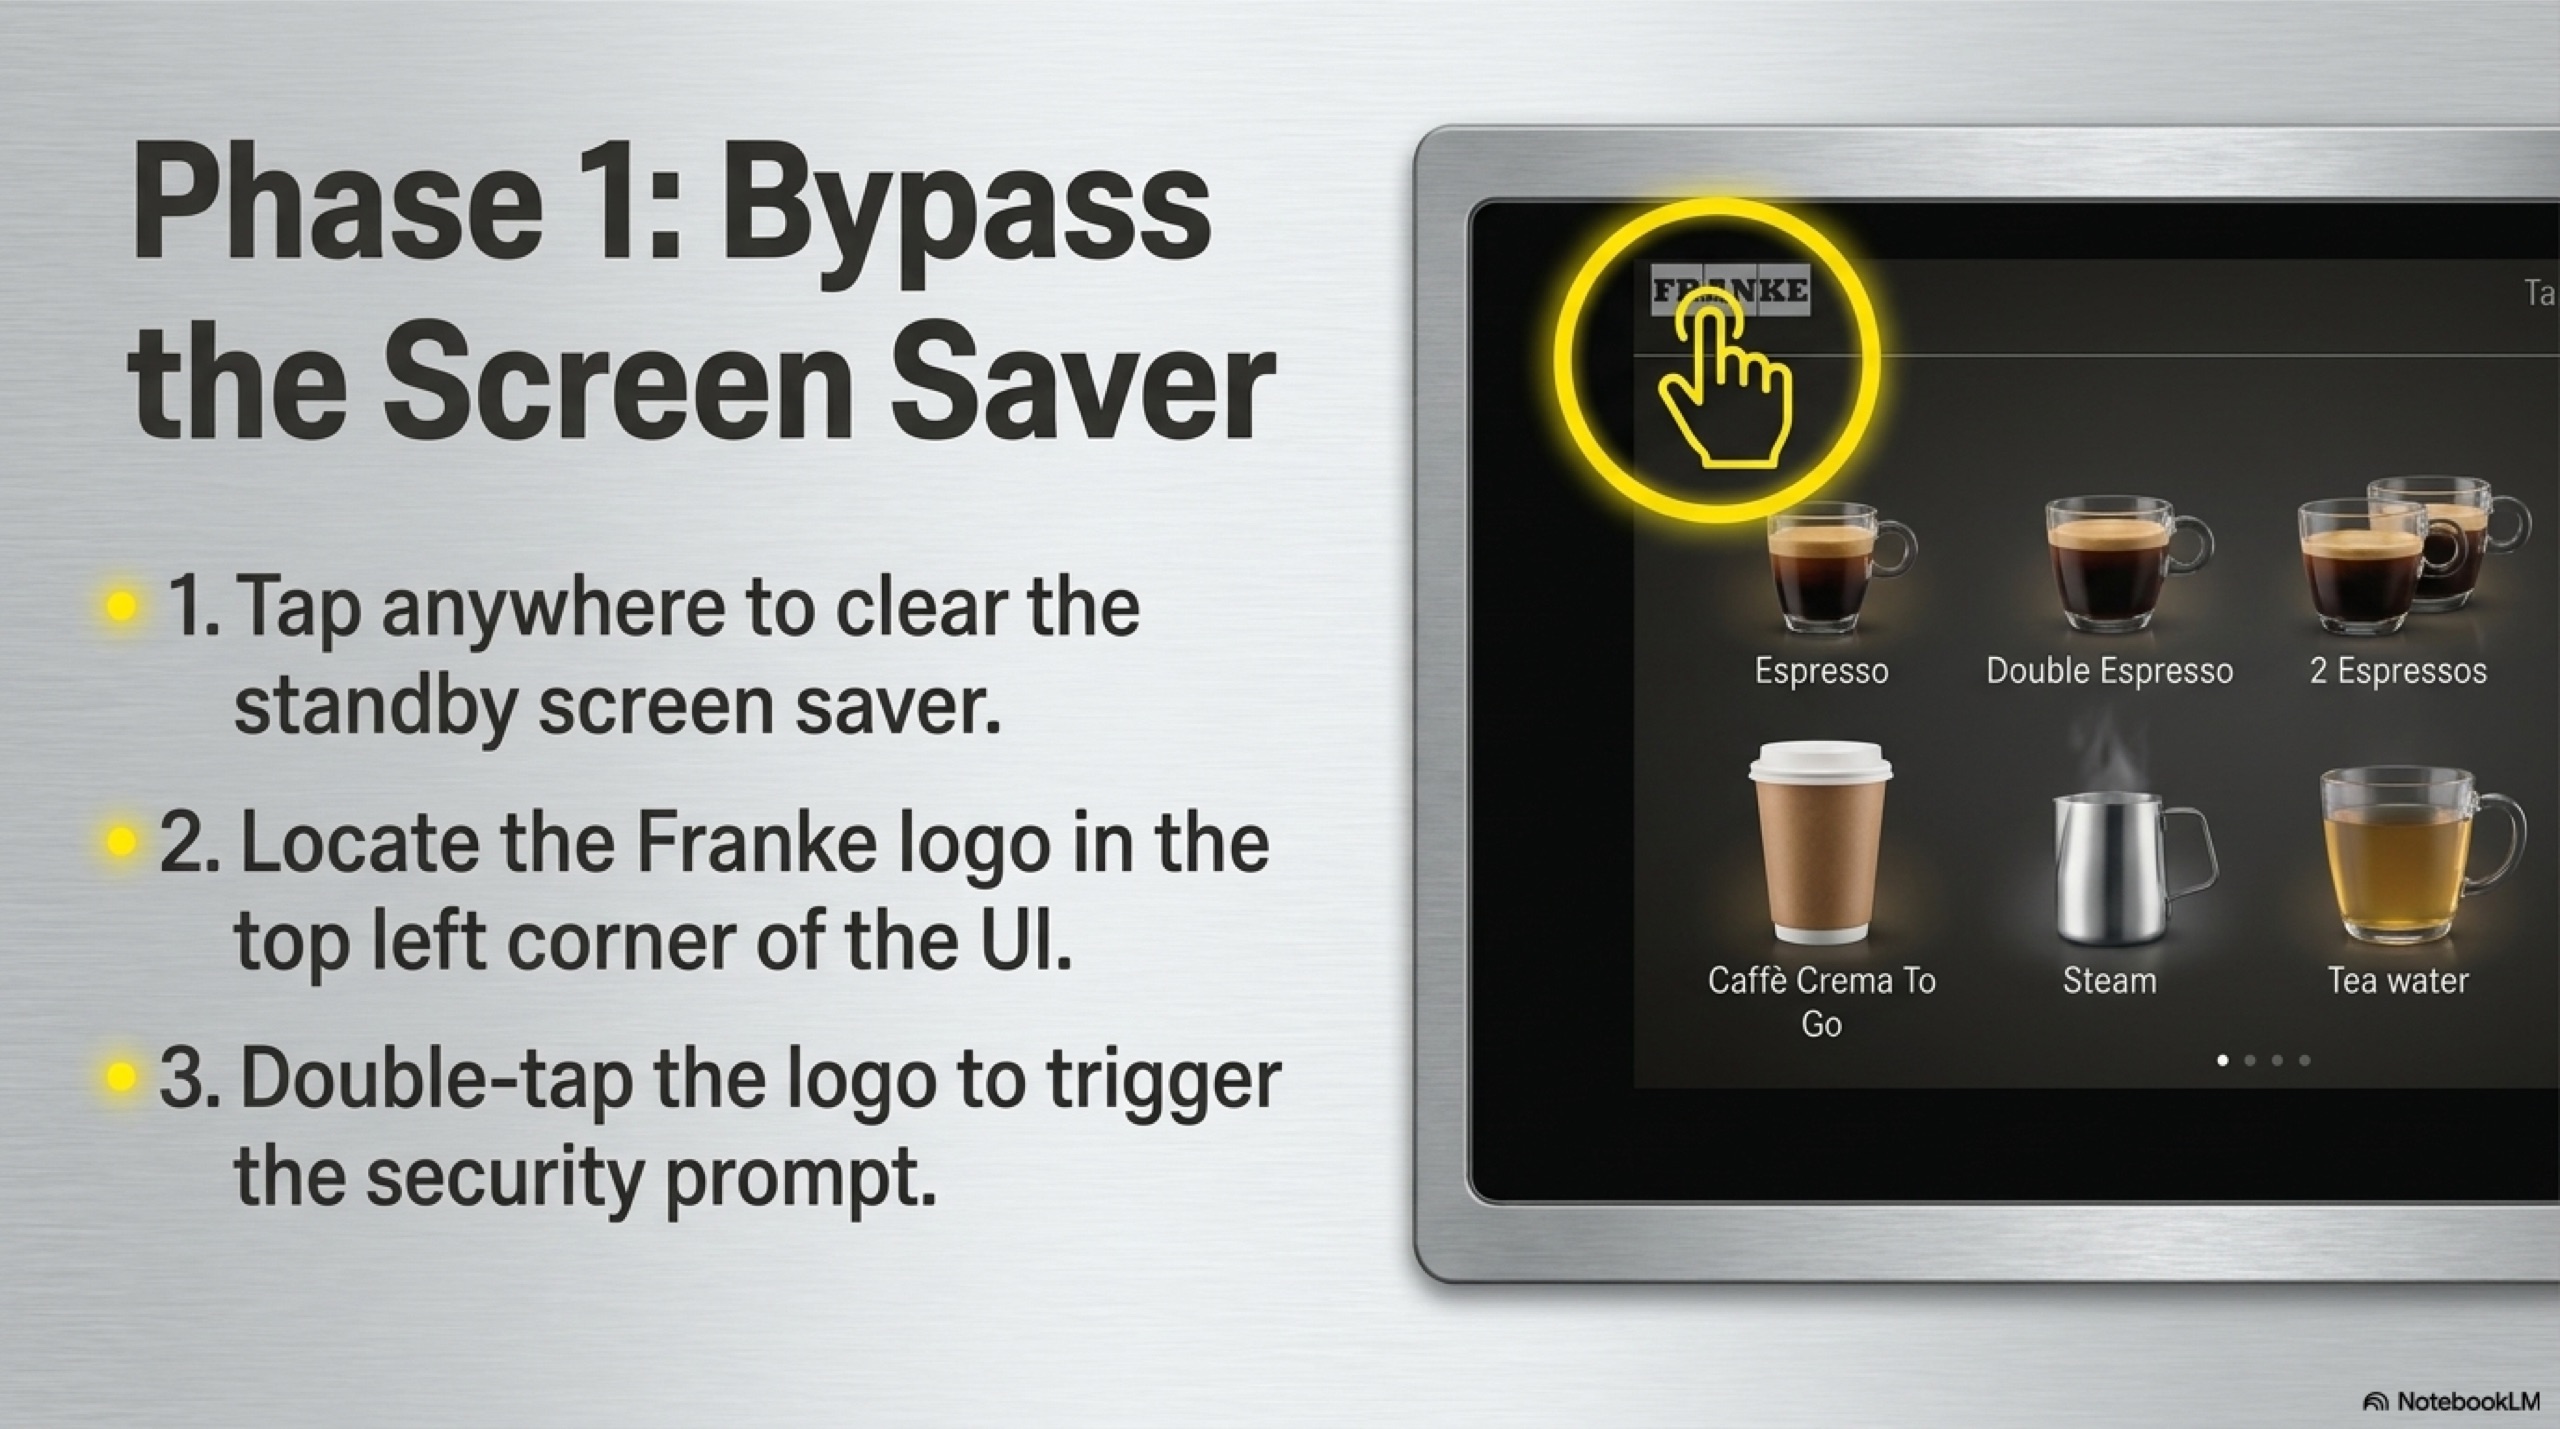 Phase 1: Bypass
the Screen Saver
1. Tap anywhere to clear the
standby screen saver.
2. Locate the Franke logo in the
top left corner of the UI.
3. Double-tap the logo to trigger
the security prompt.
FRANKE
Ta
Espresso
Double Espresso
2 Espressos
Caffè Crema To
Go
Steam
Tea water
NotebookLM